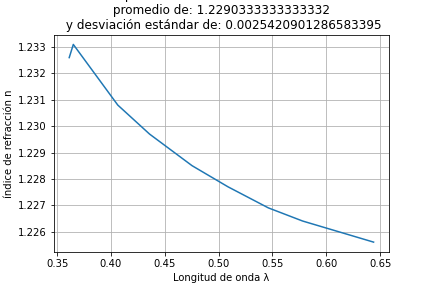 promedio de: 1.2290333333333332
y desviación estándar de: 0.0025420901286583395
1.233
1.232
1.231
1.230
1.229
1.228
1.227
1.226
índice de refracción n
0.35 0.40 0.45 0.50 0.55 0.60 0.65
Longitud de onda λ